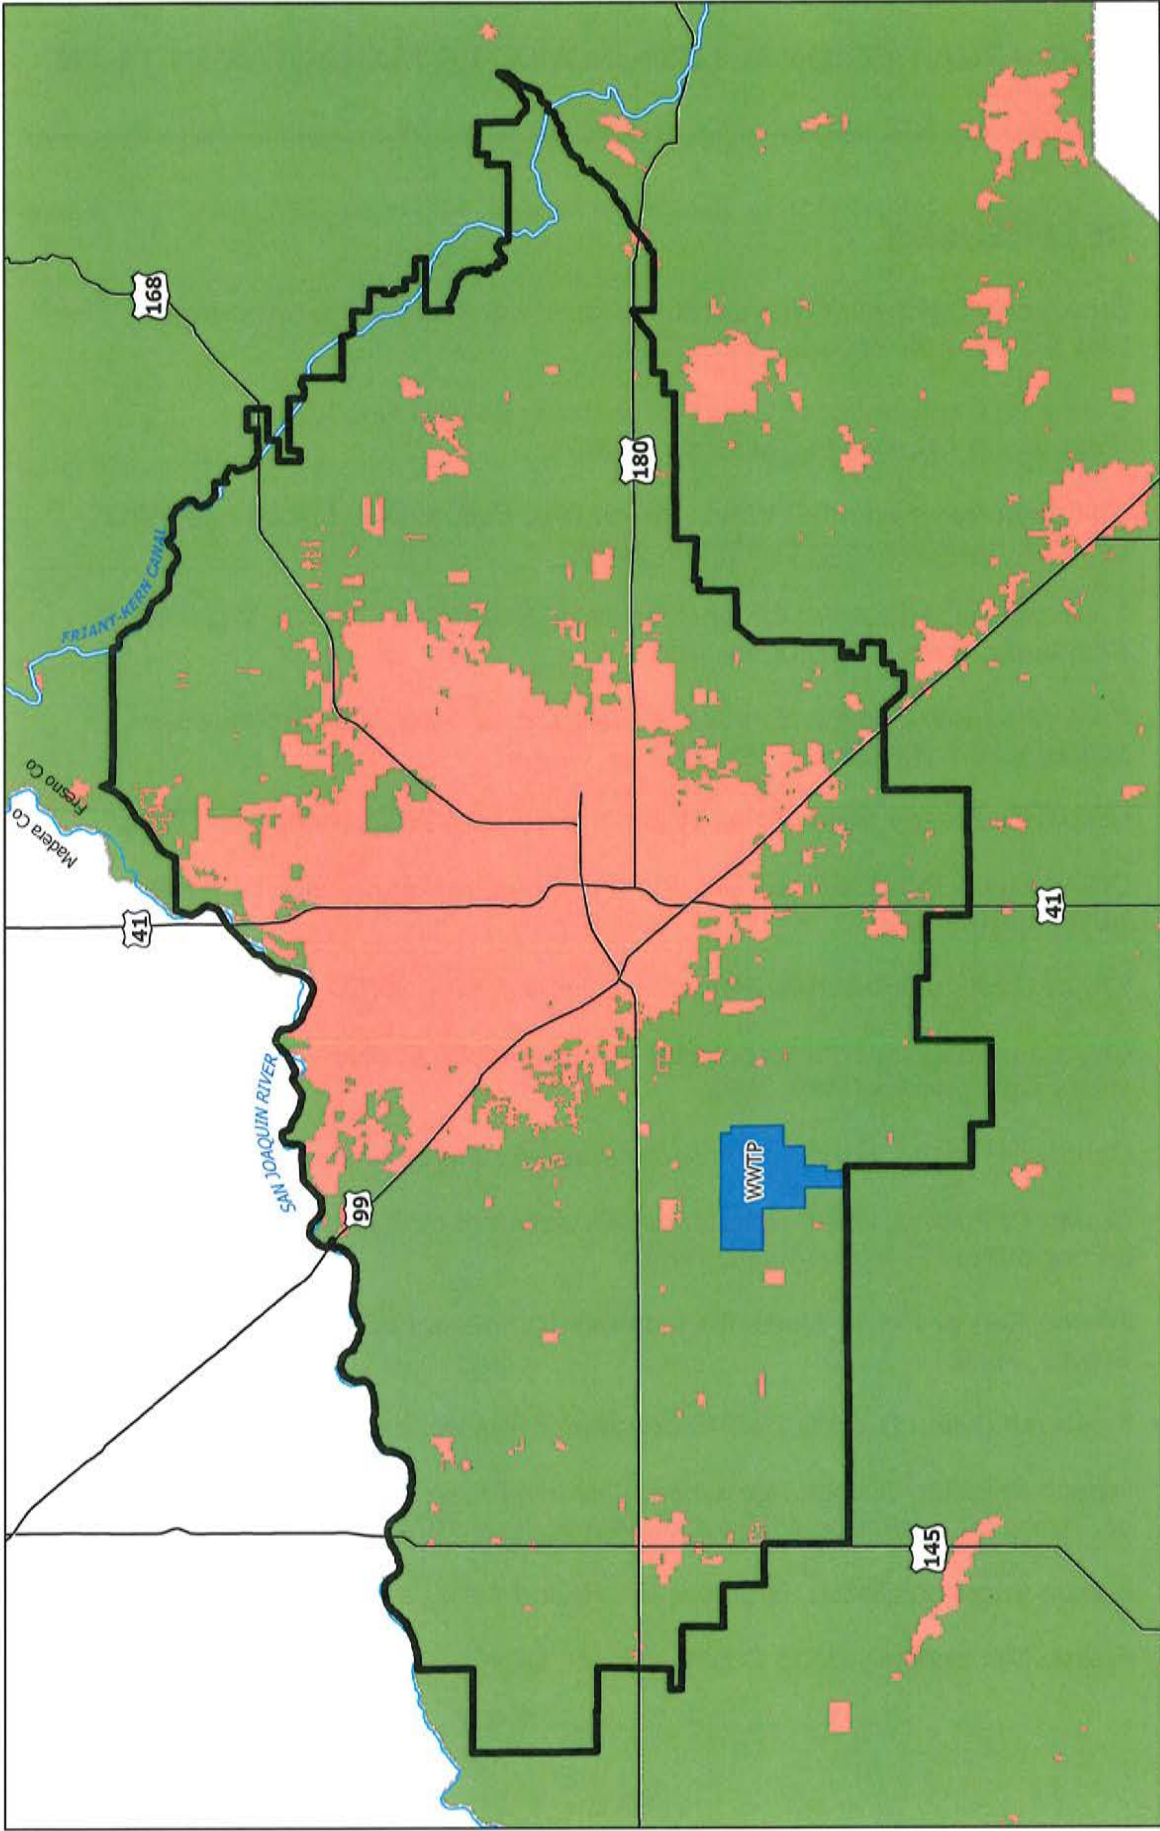 168
FRIANT-KERN CANAL
180
Fresno Co
Madera Co
41
41
SAN JOAQUIN RIVER
WWTP
99
145